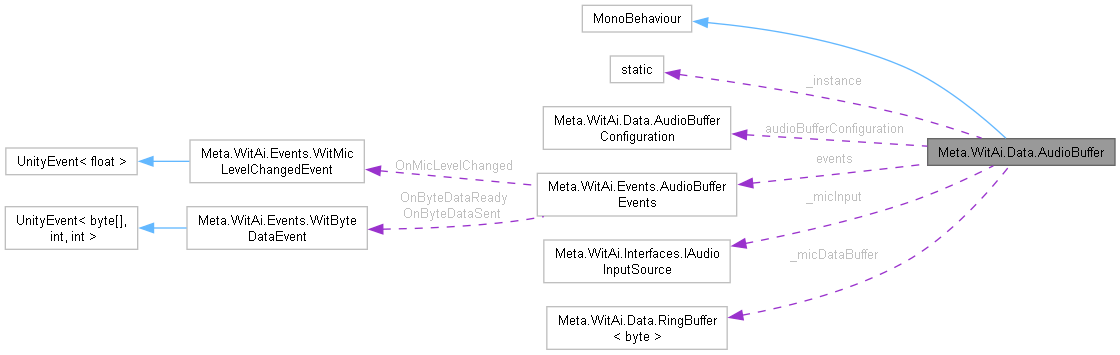 MonoBehaviour
static
_instance
Meta.WitAi.Data.AudioBuffer
Configuration
audioBufferConfiguration
Meta.WitAi.Data.AudioBuffer
UnityEvent< float >
Meta.WitAi.Events.WitMic
LevelChangedEvent
OnMicLevelChanged
events
Meta.WitAi.Events.AudioBuffer
Events
OnByteDataReady
OnByteDataSent
_micInput
UnityEvent< byte[],
int, int >
Meta.WitAi.Events.WitByte
DataEvent
Meta.WitAi.Interfaces.IAudio
InputSource
_micDataBuffer
Meta.WitAi.Data.RingBuffer
< byte >